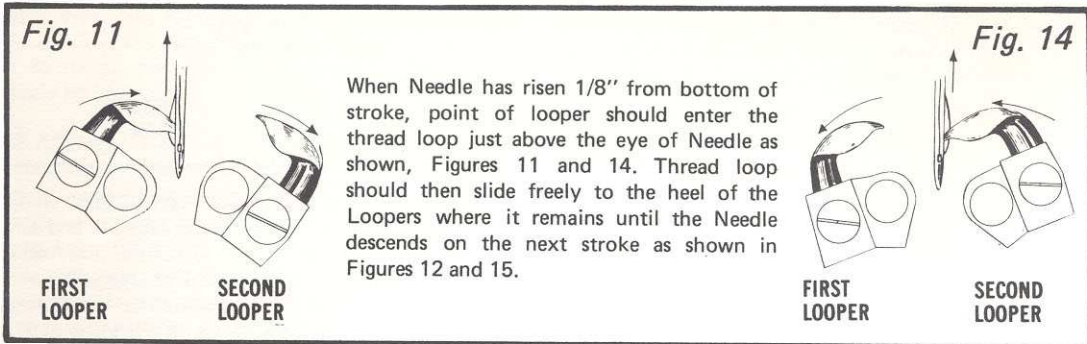 Fig. 11
When Needle has risen 1/8" from bottom of
stroke, point of looper should enter the
thread loop just above the eye of Needle as
shown, Figures 11 and 14. Thread loop
should then slide freely to the heel of the
Loopers where it remains until the Needle
descends on the next stroke as shown in
Figures 12 and 15.
FIRST
LOOPER
SECOND
LOOPER
Fig. 14
FIRST
LOOPER
SECOND
LOOPER